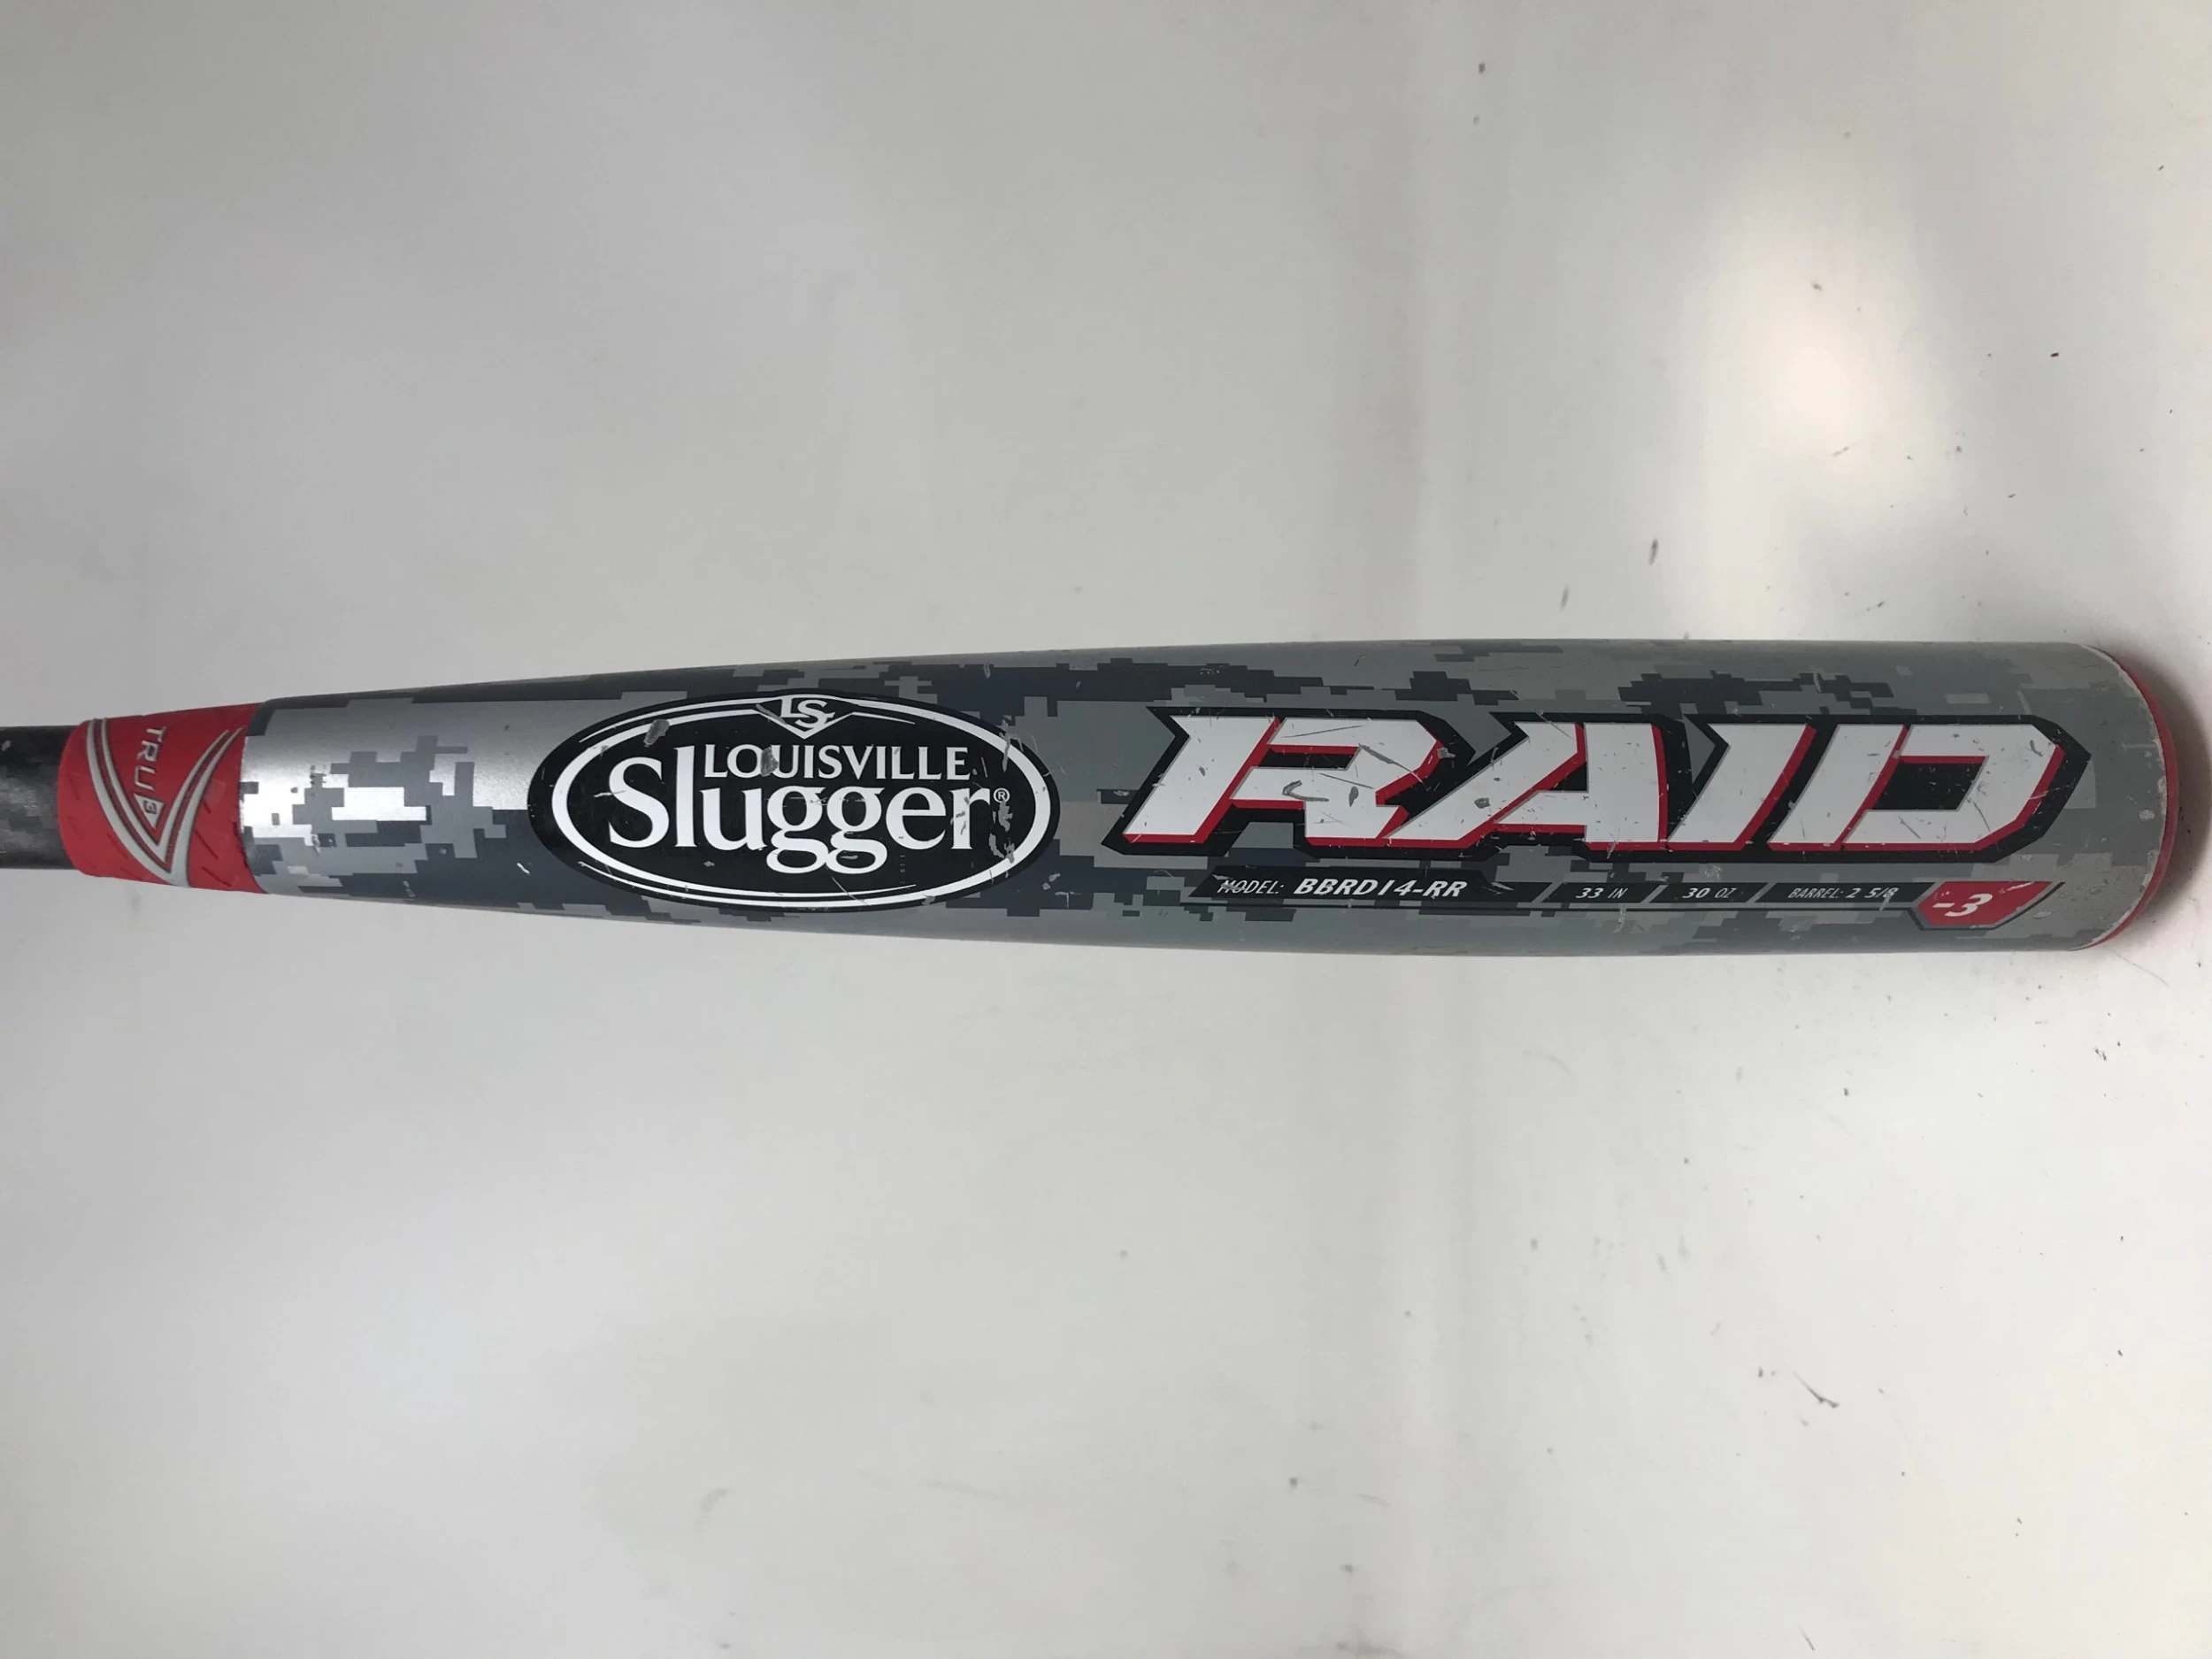 TRU3
LS
LOUISVILLE
Slugger®
RAID
MODEL: BBRD14-RR 33 IN 30 OZ BARREL: 2 5/8 -3